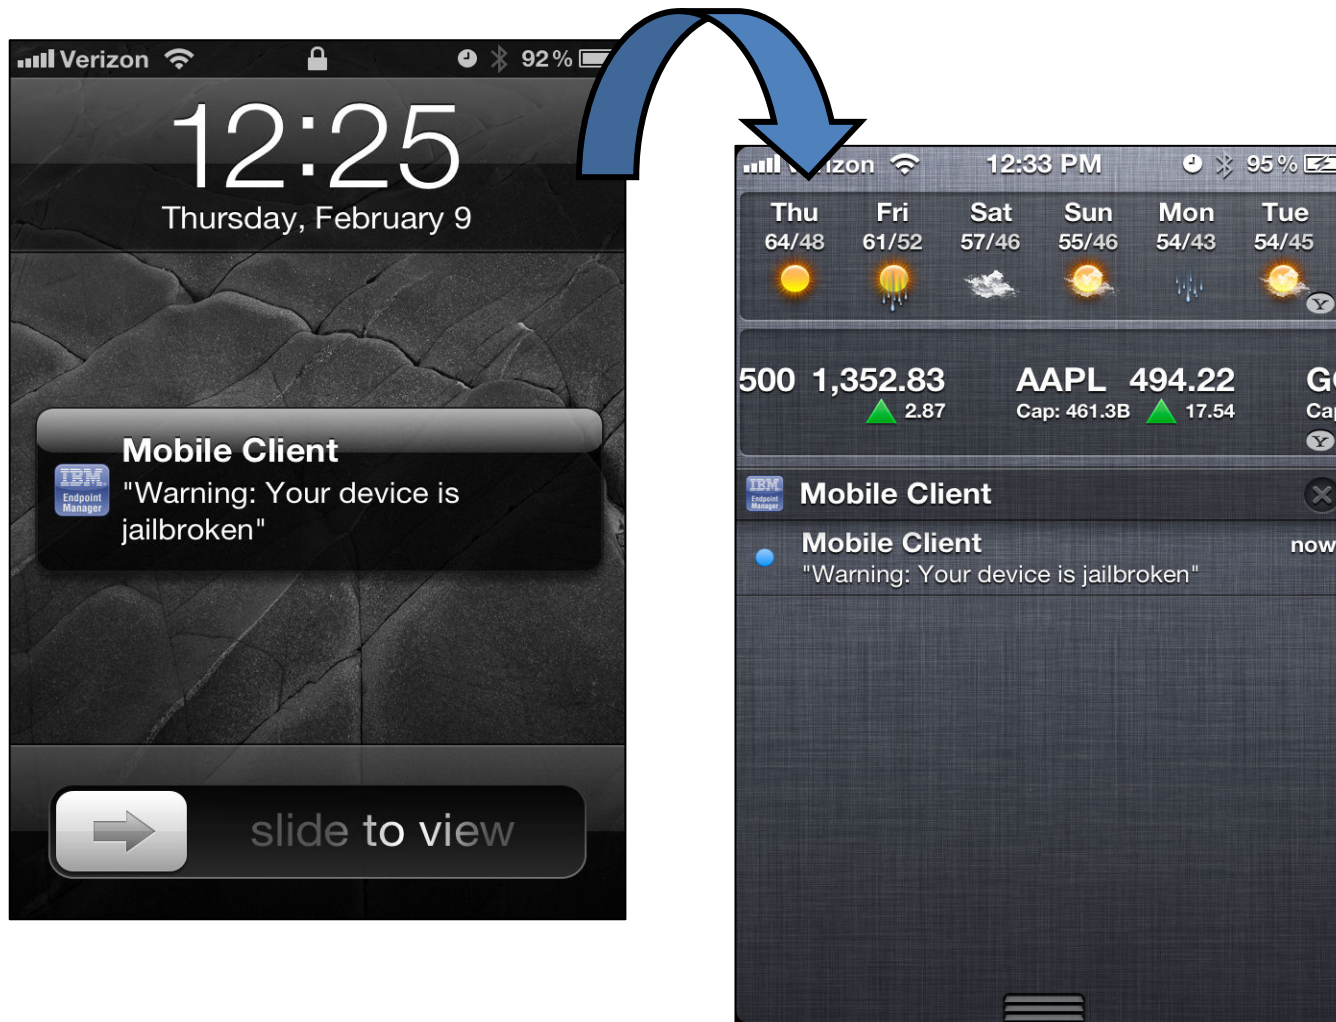 Verizon 92%
12:25
Thursday, February 9
Mobile Client
IBM
Endpoint
Manager
"Warning: Your device is
jailbroken"
slide to view
12:33 PM 95%
Thu Fri Sat Sun Mon Tue
64/48 61/52 57/46 55/46 54/43 54/45
Y
500 1,352.83 AAPL 494.22
2.87 Cap: 461.3B 17.54
Y
IBM
Endpoint
Manager
Mobile Client
Mobile Client now
"Warning: Your device is jailbroken"